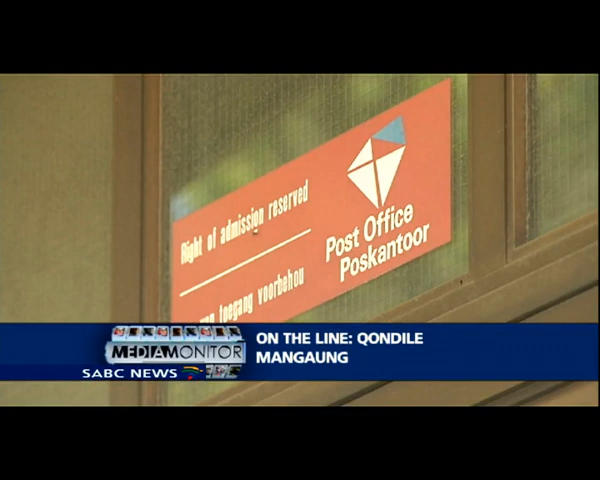 Right of admission reserved
Post Office
Poskantoor
toegang voorbehou
MEDIAMONITOR
SABC NEWS
ON THE LINE: QONDILE
MANGAUNG